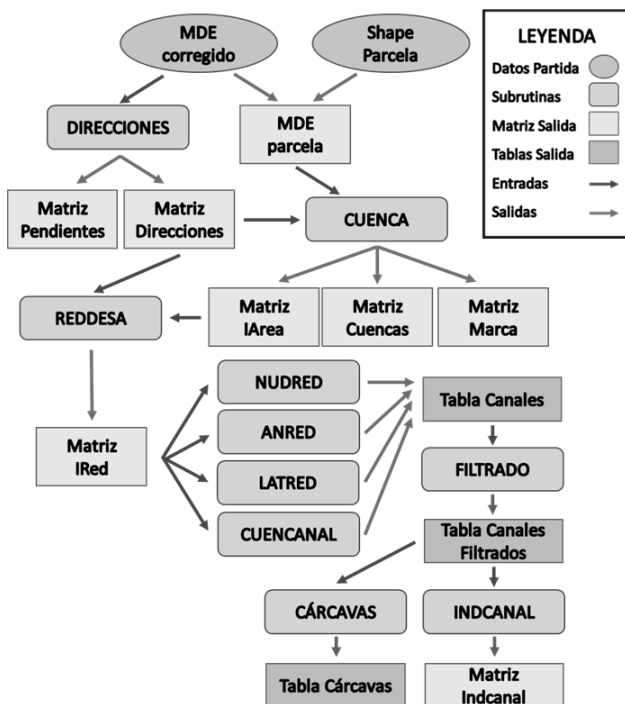 MDE
corregido
Shape
Parcela
LEYENDA
Datos Partida
Subrutinas
Matriz Salida
Tablas Salida
Entradas
Salidas
DIRECCIONES
MDE
parcela
Matriz
Pendientes
Matriz
Direcciones
CUENCA
REDDESA
Matriz
IArea
Matriz
Cuencas
Matriz
Marca
NUDRED
ANRED
LATRED
CUENCANAL
Matriz
IRed
Tabla Canales
FILTRADO
Tabla Canales
Filtrados
CÁRCAVAS
INDCANAL
Tabla Cárcavas
Matriz
Indcanal